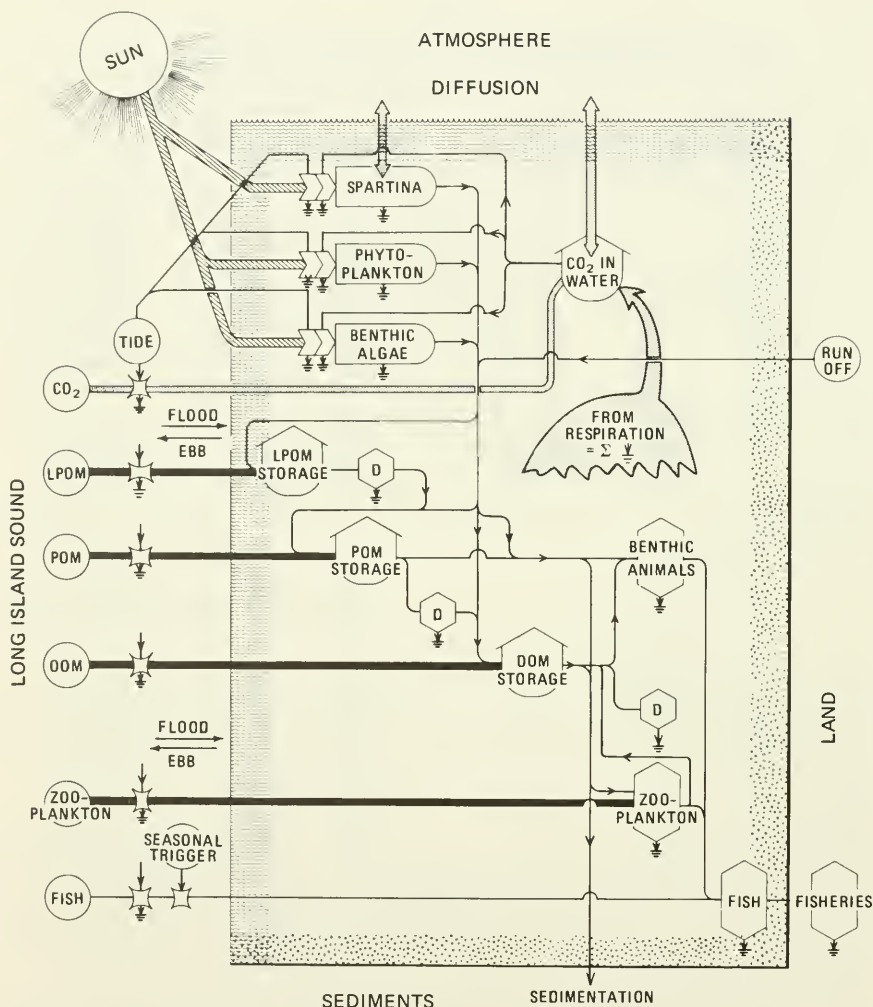 ATMOSPHERE
DIFFUSION
SUN
SPARTINA
PHYTO-
PLANKTON
BENTHIC
ALGAE
CO₂ IN
WATER
TIDE
RUN
OFF
CO₂
FLOOD
EBB
FROM
RESPIRATION
= Σ
LPOM
LPOM
STORAGE
D
POM
POM
STORAGE
BENTHIC
ANIMALS
D
DOM
DOM
STORAGE
D
LONG ISLAND SOUND
LAND
FLOOD
EBB
ZOO-
PLANKTON
ZOO-
PLANKTON
SEASONAL
TRIGGER
FISH
FISH
FISHERIES
SEDIMENTS
SEDIMENTATION